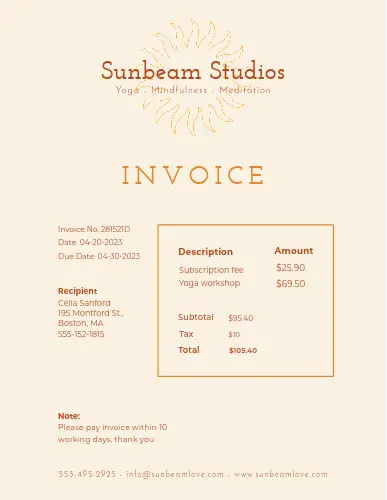 Sunbeam Studios
Yoga - Mindfulness - Meditation
INVOICE
Invoice No. 281521D
Date: 04-20-2023
Due Date: 04-30-2023
Recipient
Celia Sanford
195 Montford St.,
Boston, MA
555-152-1815
Description Amount
Subscription fee $25.90
Yoga workshop $69.50
Subtotal $95.40
Tax $10
Total $105.40
Note:
Please pay invoice within 10
working days, thank you.
555-495-2925 - info@sunbeamlove.com - www.sunbeamlove.com